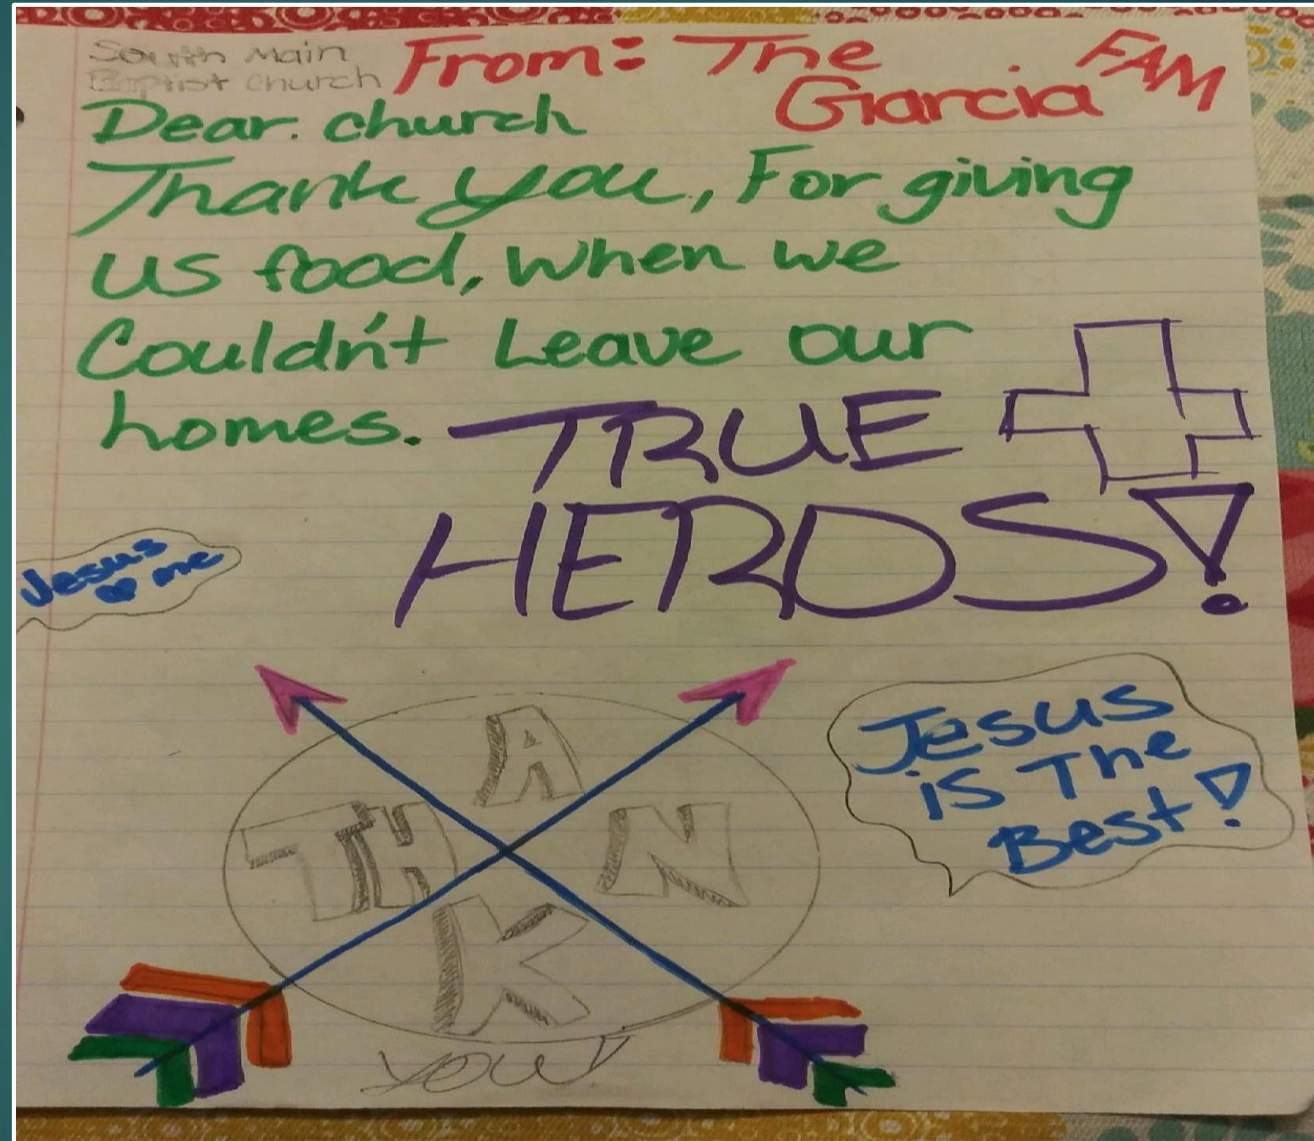 South Main
Baptist Church
From: The
Garcia FAM
Dear. church
Thank you, For giving
us food, when we
Couldn't Leave our
homes.
TRUE
HEROS!
Jesus
♡ me
Jesus
is The
Best!
THANK
you!